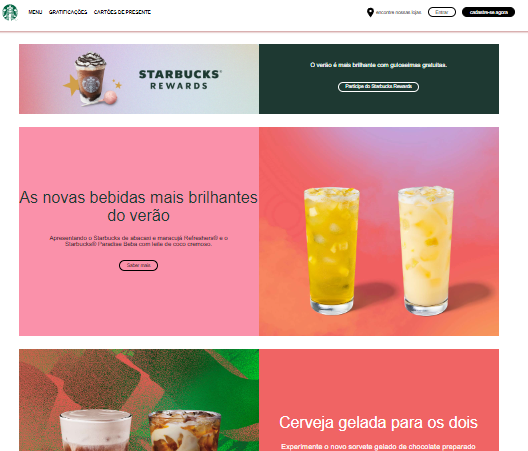 MENU GRATIFICAÇÕES CARTÕES DE PRESENTE encontre nossas lojas Entrar cadastre-se agora
STARBUCKS®
REWARDS
O verão é mais brilhante com guloseimas gratuitas.
Participe do Starbucks Rewards
As novas bebidas mais brilhantes
do verão
Apresentando o Starbucks de abacaxi e maracujá Refreshers® e o
Starbucks® Paradise Baba com leite de coco cremoso.
Saber mais
Cerveja gelada para os dois
Experimente o novo sorvete gelado de chocolate preparado